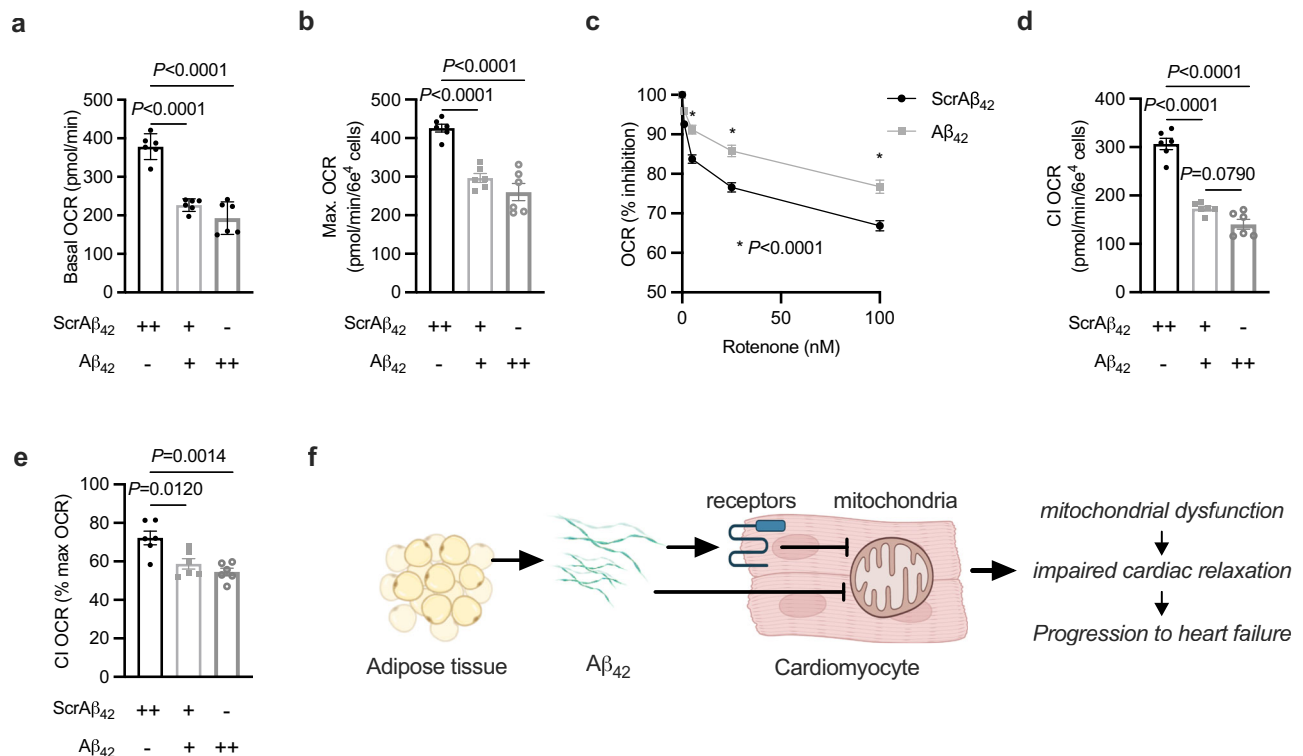 a
P<0.0001
P<0.0001
500
400
300
200
100
0
Basal OCR (pmol/min)
ScrAβ42 ++ + -
Aβ42 - + ++
b
P<0.0001
P<0.0001
500
400
300
200
100
0
Max. OCR
(pmol/min/6e⁴ cells)
ScrAβ42 ++ + -
Aβ42 - + ++
c
100
90
80
70
60
50
OCR (% inhibition)
ScrAβ42
Aβ42
*
*
*
* P<0.0001
0 50 100
Rotenone (nM)
d
P<0.0001
P<0.0001
P=0.0790
400
300
200
100
0
CI OCR
(pmol/min/6e⁴ cells)
ScrAβ42 ++ + -
Aβ42 - + ++
e
P=0.0014
P=0.0120
100
80
60
40
20
0
CI OCR (% max OCR)
ScrAβ42 ++ + -
Aβ42 - + ++
f
receptors mitochondria
Adipose tissue
Aβ42
Cardiomyocyte
mitochondrial dysfunction
impaired cardiac relaxation
Progression to heart failure